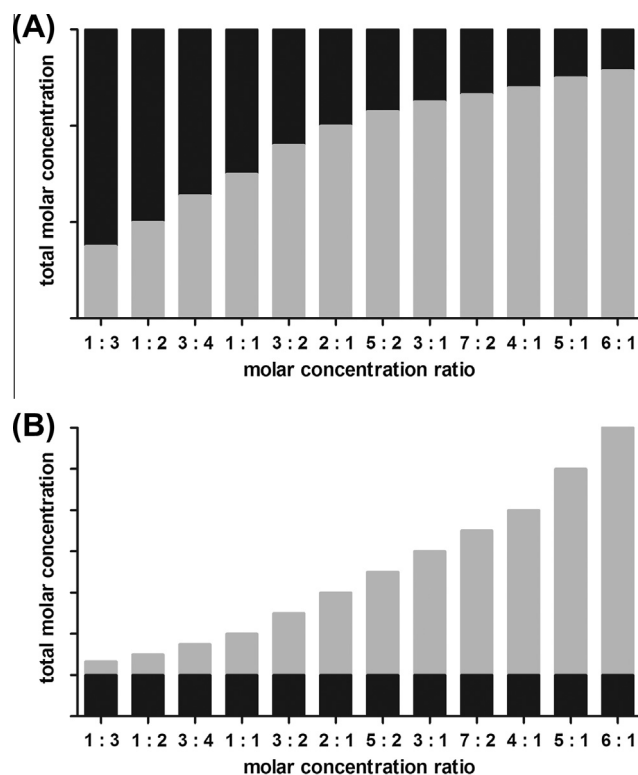 (A)
total molar concentration
1 : 3 1 : 2 3 : 4 1 : 1 3 : 2 2 : 1 5 : 2 3 : 1 7 : 2 4 : 1 5 : 1 6 : 1
molar concentration ratio
(B)
total molar concentration
1 : 3 1 : 2 3 : 4 1 : 1 3 : 2 2 : 1 5 : 2 3 : 1 7 : 2 4 : 1 5 : 1 6 : 1
molar concentration ratio